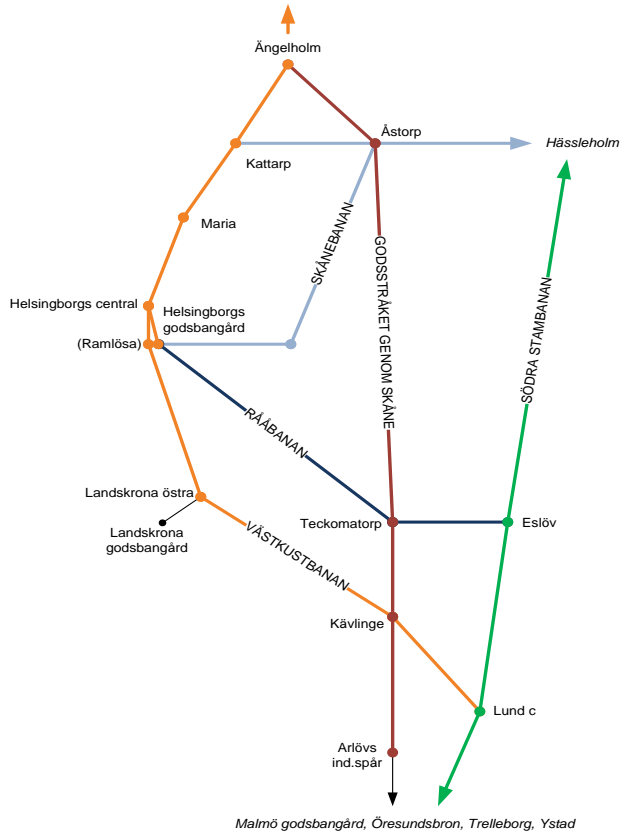 Ängelholm
Åstorp
Hässleholm
Kattarp
Maria
SKÅNEBANAN
GODSSTRÅKET GENOM SKÅNE
SÖDRA STAMBANAN
Helsingborgs central
Helsingborgs
godsbangård
(Ramlösa)
RÅÅBANAN
Landskrona östra
Landskrona
godsbangård
VÄSTKUSTBANAN
Teckomatorp
Eslöv
Kävlinge
Lund c
Arlövs
ind.spår
Malmö godsbangård, Öresundsbron, Trelleborg, Ystad